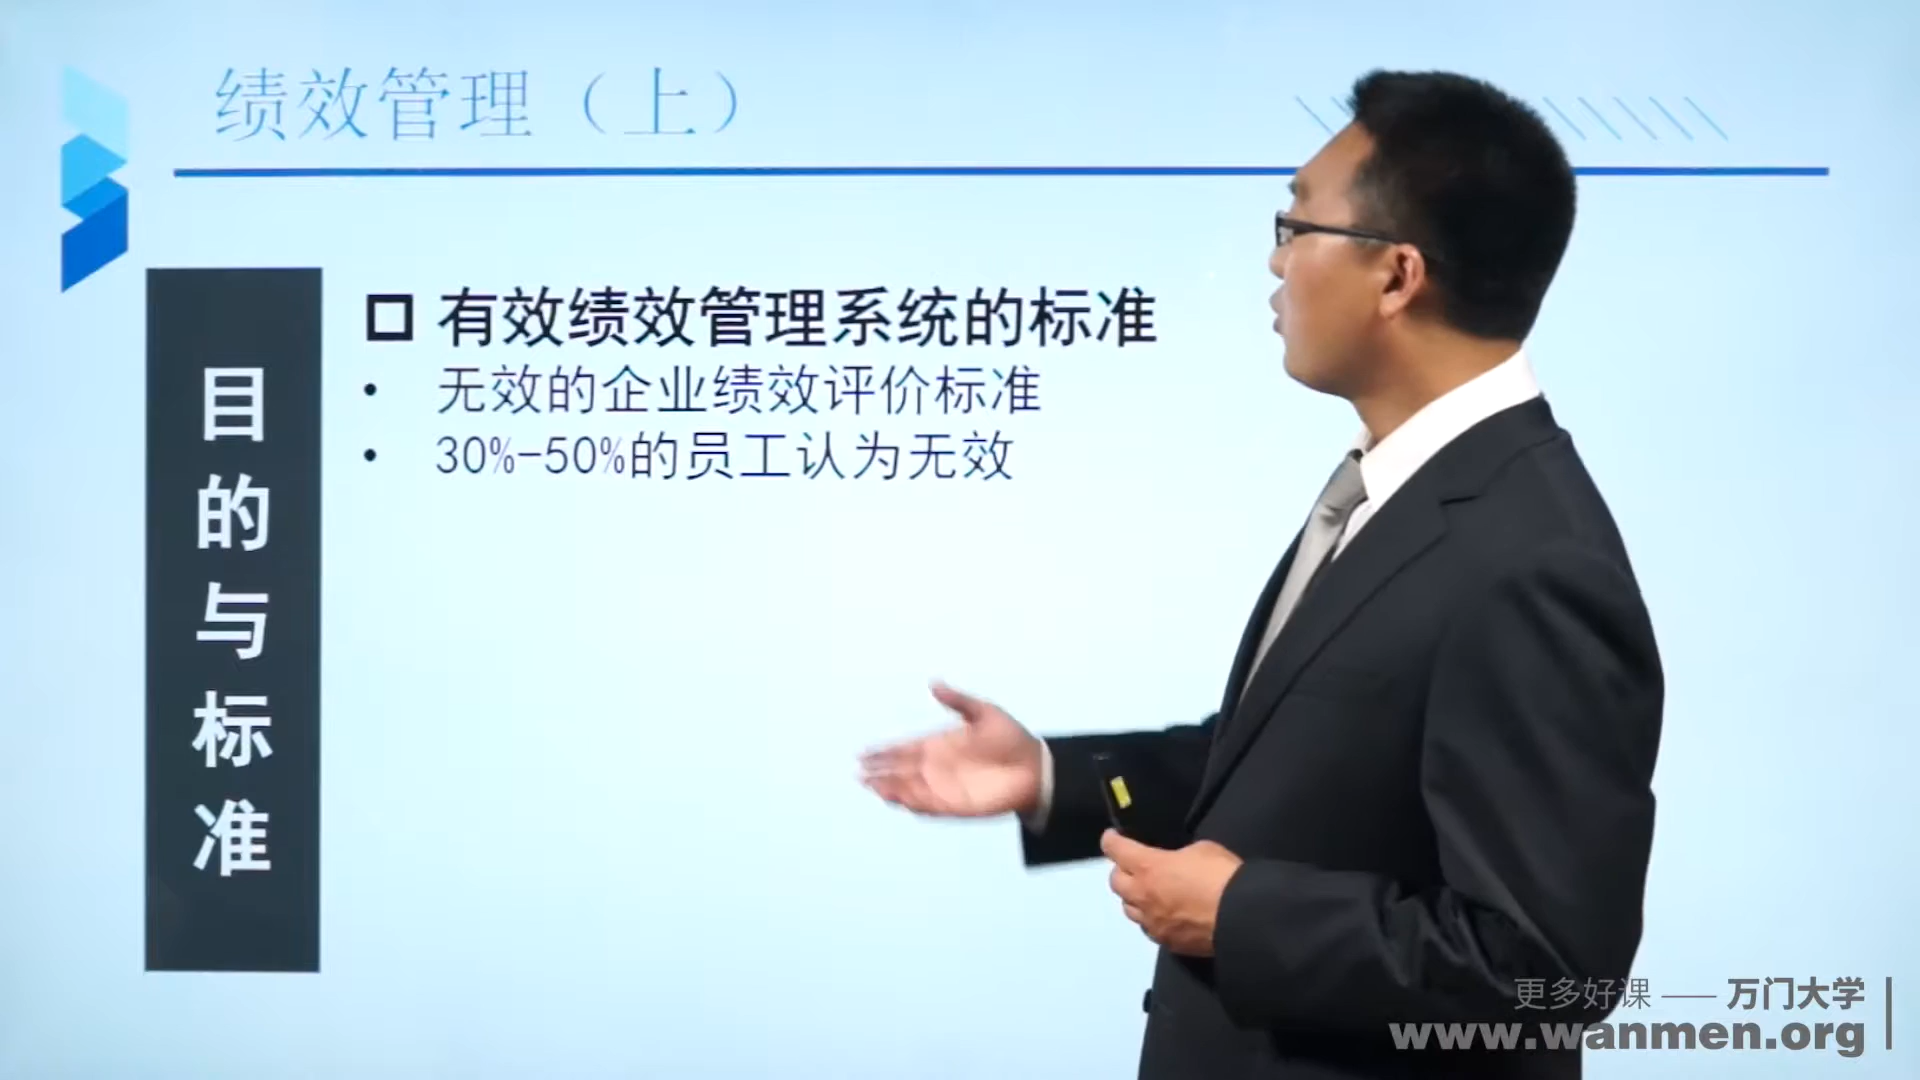 绩效管理（上）
目的与标准
有效绩效管理系统的标准
• 无效的企业绩效评价标准
• 30%-50%的员工认为无效
更多好课 —— 万门大学
www.wanmen.org